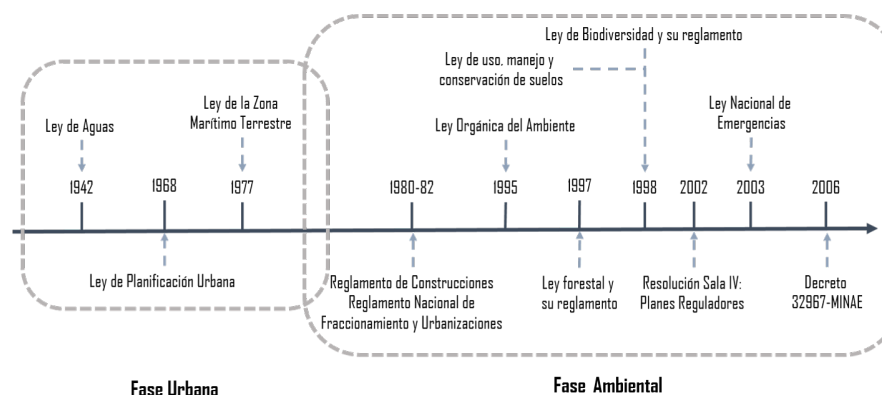 Ley de Biodiversidad y su reglamento
Ley de uso, manejo y
conservación de suelos
Ley de la Zona
Marítimo Terrestre
Ley Nacional de
Emergencias
Ley de Aguas
Ley Orgánica del Ambiente
1942
1968
1977
1980-82
1995
1997
1998
2002
2003
2006
Ley de Planificación Urbana
Reglamento de Construcciones
Reglamento Nacional de
Fraccionamiento y Urbanizaciones
Ley forestal y
su reglamento
Resolución Sala IV:
Planes Reguladores
Decreto
32967-MINAE
Fase Urbana
Fase Ambiental